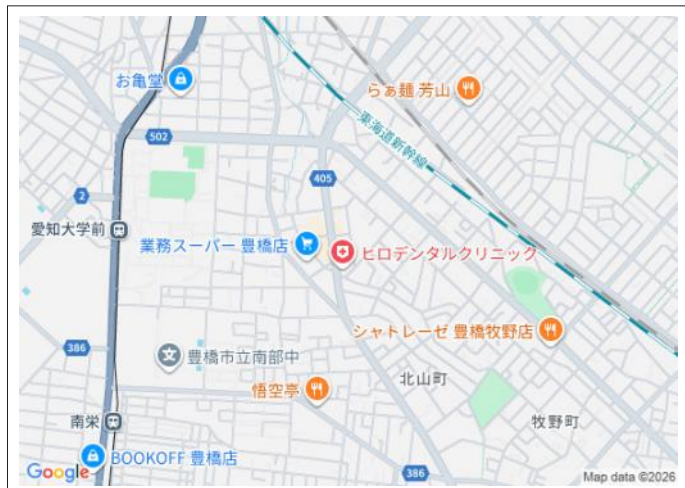 お亀堂
らぁ麺 芳山
東海道新幹線
502
405
2
愛知大学前
業務スーパー 豊橋店
ヒロデンタルクリニック
シャトレーゼ 豊橋牧野店
386
豊橋市立南部中
北山町
悟空亭
南栄
牧野町
BOOKOFF 豊橋店
Google
386
Map data ©2026